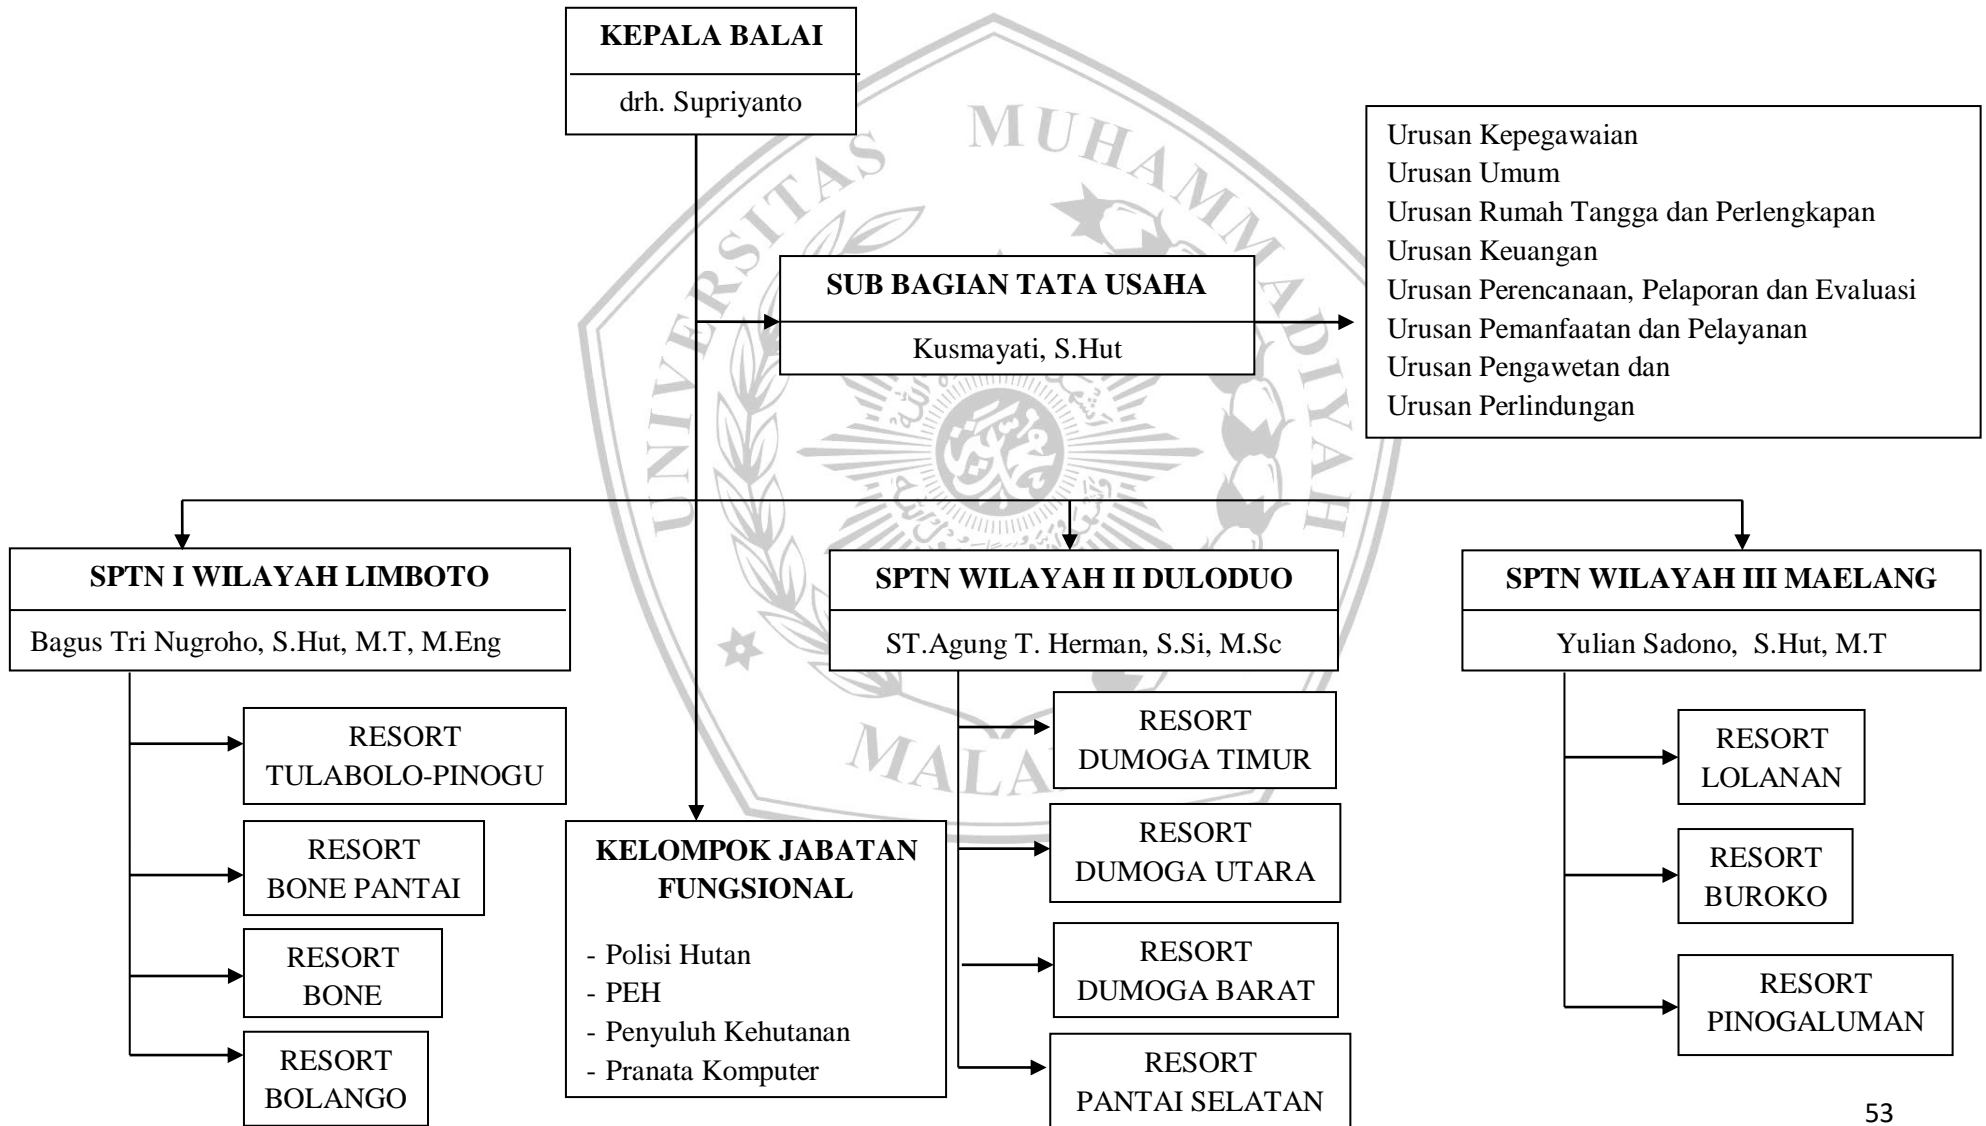 KEPALA BALAI
drh. Supriyanto
UNIVERSITAS MUHAMMADIYAH
Urusan Kepegawaian
Urusan Umum
Urusan Rumah Tangga dan Perlengkapan
Urusan Keuangan
Urusan Perencanaan, Pelaporan dan Evaluasi
Urusan Pemanfaatan dan Pelayanan
Urusan Pengawetan dan
Urusan Perlindungan
SUB BAGIAN TATA USAHA
Kusmayati, S.Hut
SPTN I WILAYAH LIMBOTO
Bagus Tri Nugroho, S.Hut, M.T, M.Eng
RESORT
TULABOLO-PINOGU
RESORT
BONE PANTAI
RESORT
BONE
RESORT
BOLANGO
KELOMPOK JABATAN
FUNGSIONAL
- Polisi Hutan
- PEH
- Penyuluh Kehutanan
- Pranata Komputer
SPTN WILAYAH II DULODUO
ST.Agung T. Herman, S.Si, M.Sc
RESORT
DUMOGA TIMUR
RESORT
DUMOGA UTARA
RESORT
DUMOGA BARAT
RESORT
PANTAI SELATAN
SPTN WILAYAH III MAELANG
Yulian Sadono,  S.Hut, M.T
RESORT
LOLANAN
RESORT
BUROKO
RESORT
PINOGALUMAN
53